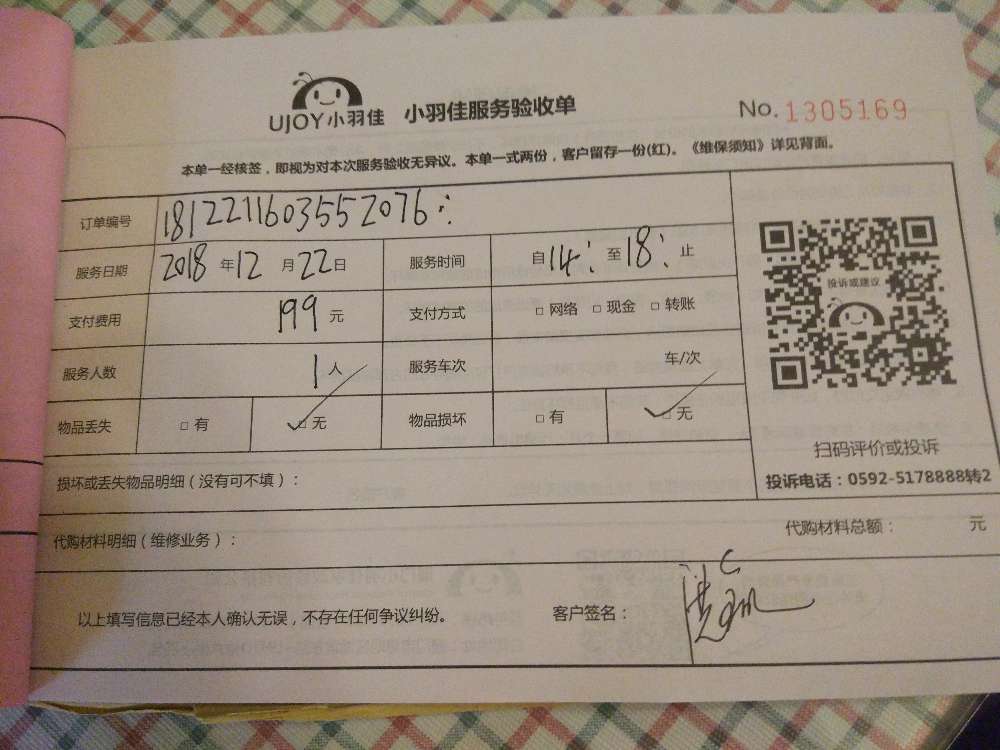 UJOY小羽佳 小羽佳服务验收单 No. 1305169
本单一经核签，即视为对本次服务验收无异议。本单一式两份，客户留存一份(红)。《维保须知》详见背面。
订单编号 1812211603552076
服务日期 2018 年 12 月 22 日 服务时间 自 14: 至 18: 止
投诉或建议
支付费用 199 元 支付方式 □ 网络 □ 现金 □ 转账
服务人数 1 人 服务车次 车/次
物品丢失 □ 有 ✓□ 无 物品损坏 □ 有 ✓□ 无
扫码评价或投诉
投诉电话：0592-5178888转2
损坏或丢失物品明细（没有可不填）：
代购材料明细（维修业务）： 代购材料总额： 元
以上填写信息已经本人确认无误，不存在任何争议纠纷。 客户签名：